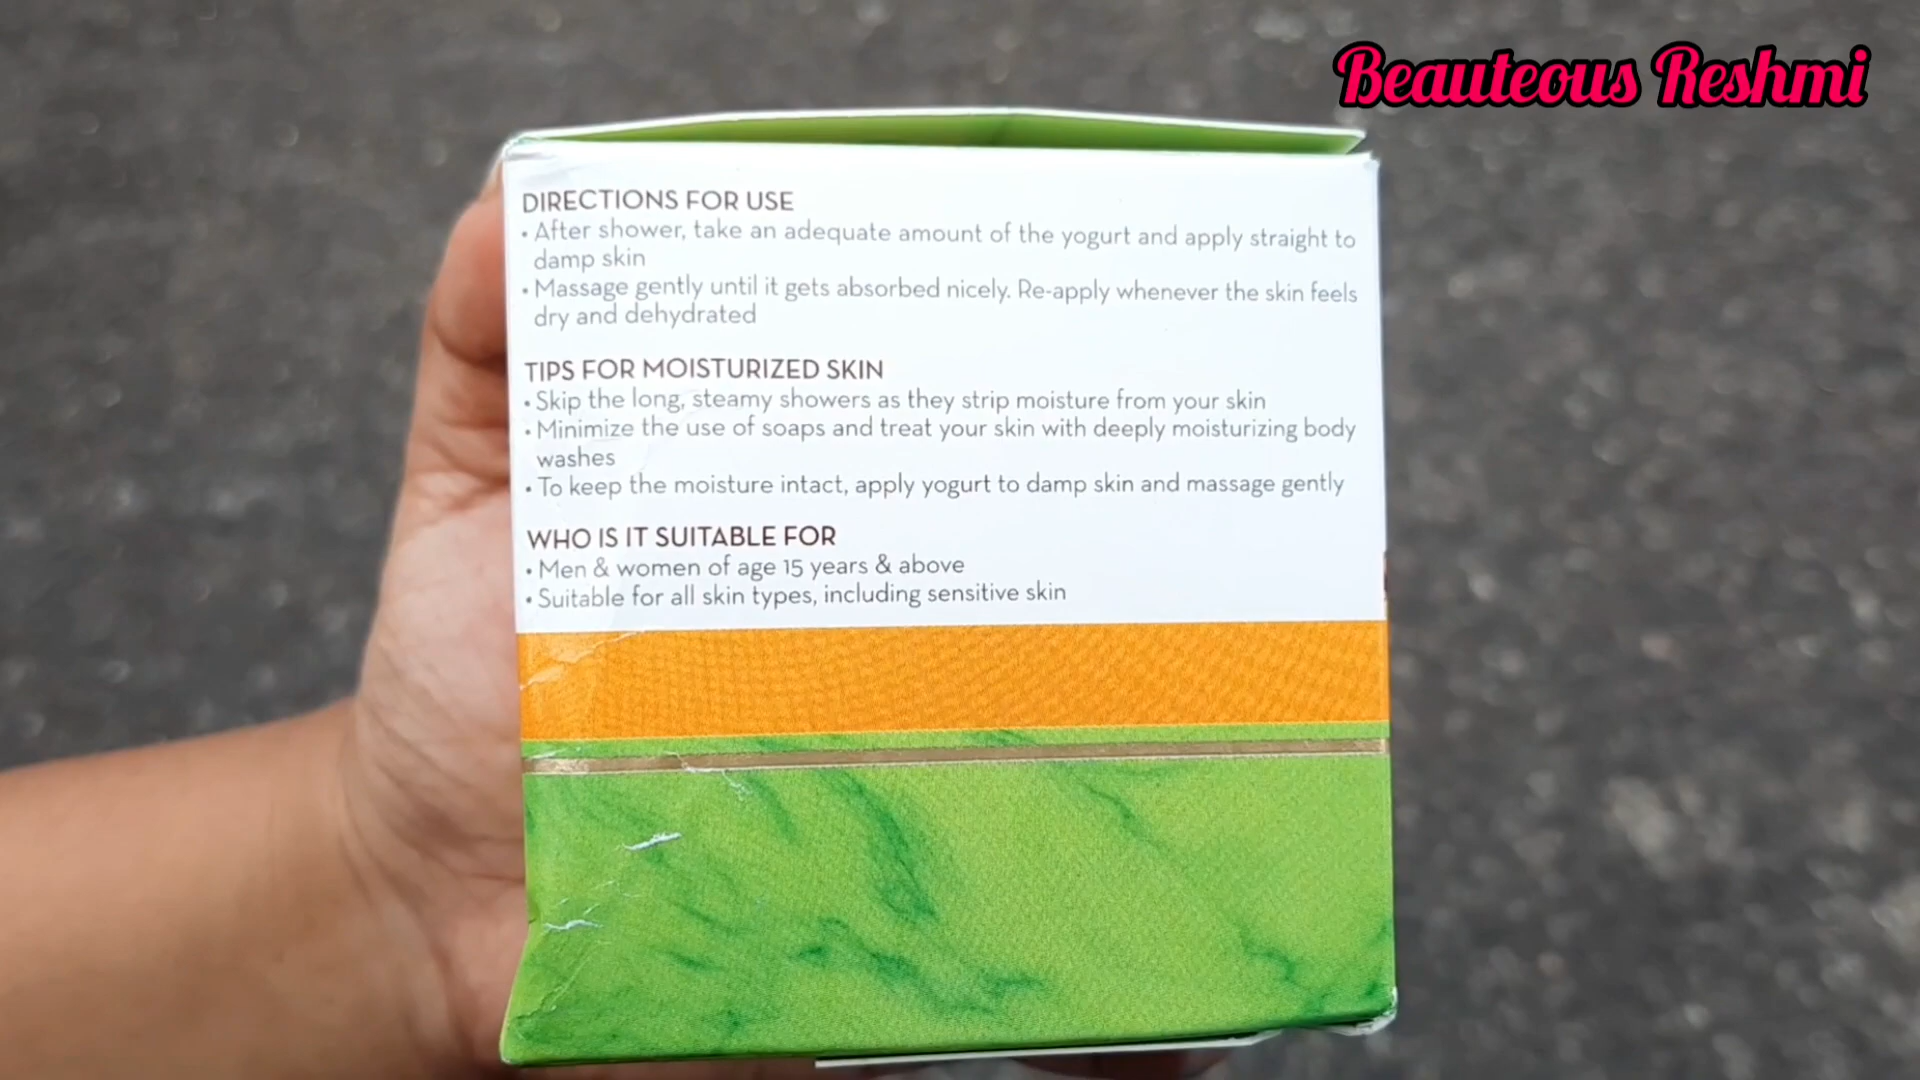 Beauteous Reshmi
DIRECTIONS FOR USE
• After shower, take an adequate amount of the yogurt and apply straight to
damp skin
• Massage gently until it gets absorbed nicely. Re-apply whenever the skin feels
dry and dehydrated
TIPS FOR MOISTURIZED SKIN
• Skip the long, steamy showers as they strip moisture from your skin
• Minimize the use of soaps and treat your skin with deeply moisturizing body
washes
• To keep the moisture intact, apply yogurt to damp skin and massage gently
WHO IS IT SUITABLE FOR
• Men & women of age 15 years & above
• Suitable for all skin types, including sensitive skin